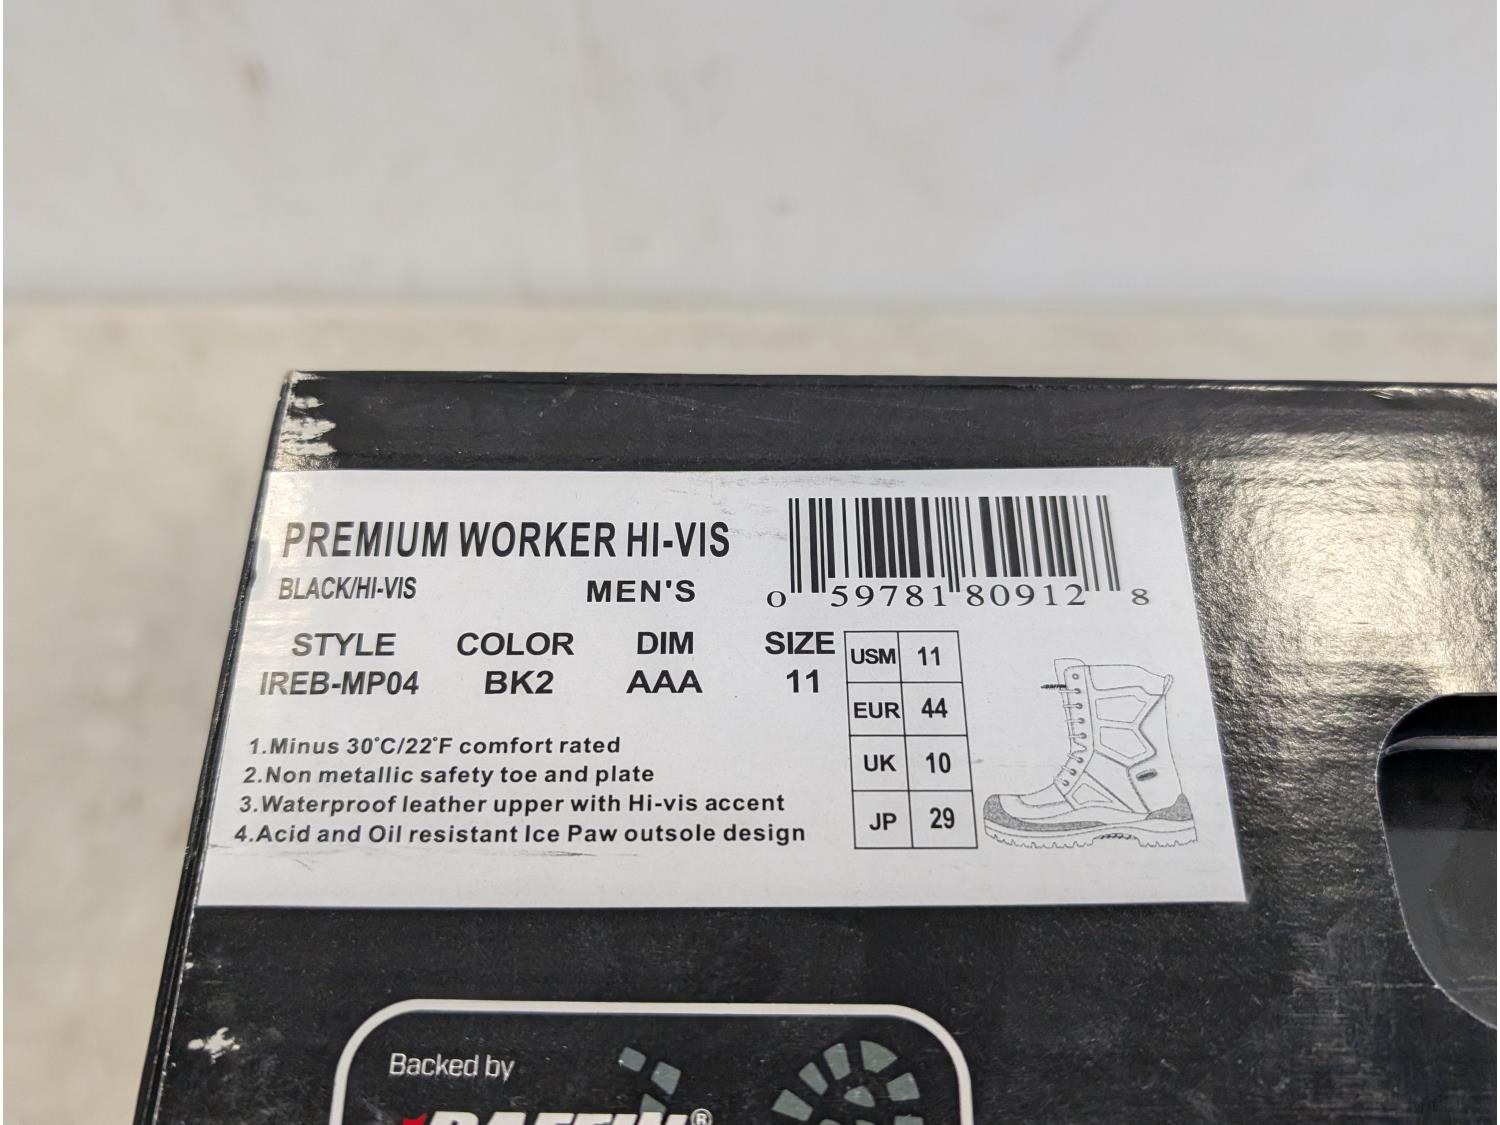 PREMIUM WORKER HI-VIS
BLACK/HI-VIS MEN'S
0 59781 80912 8
STYLE COLOR DIM SIZE
IREB-MP04 BK2 AAA 11
USM 11
EUR 44
UK 10
JP 29
1.Minus 30°C/22°F comfort rated
2.Non metallic safety toe and plate
3.Waterproof leather upper with Hi-vis accent
4.Acid and Oil resistant Ice Paw outsole design
Backed by
BAFFIN®